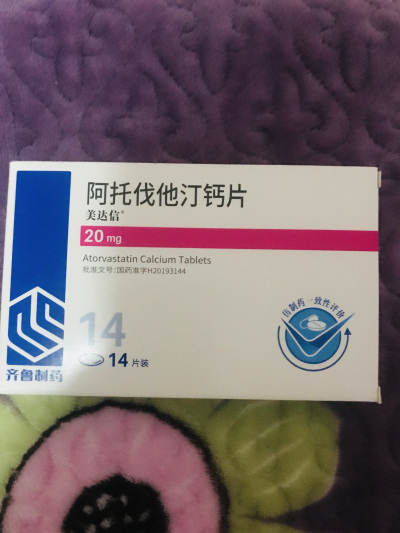 阿托伐他汀钙片
美达信®
20 mg
Atorvastatin Calcium Tablets
批准文号:国药准字H20193144
14
14 片装
仿制药一致性评价
齐鲁制药